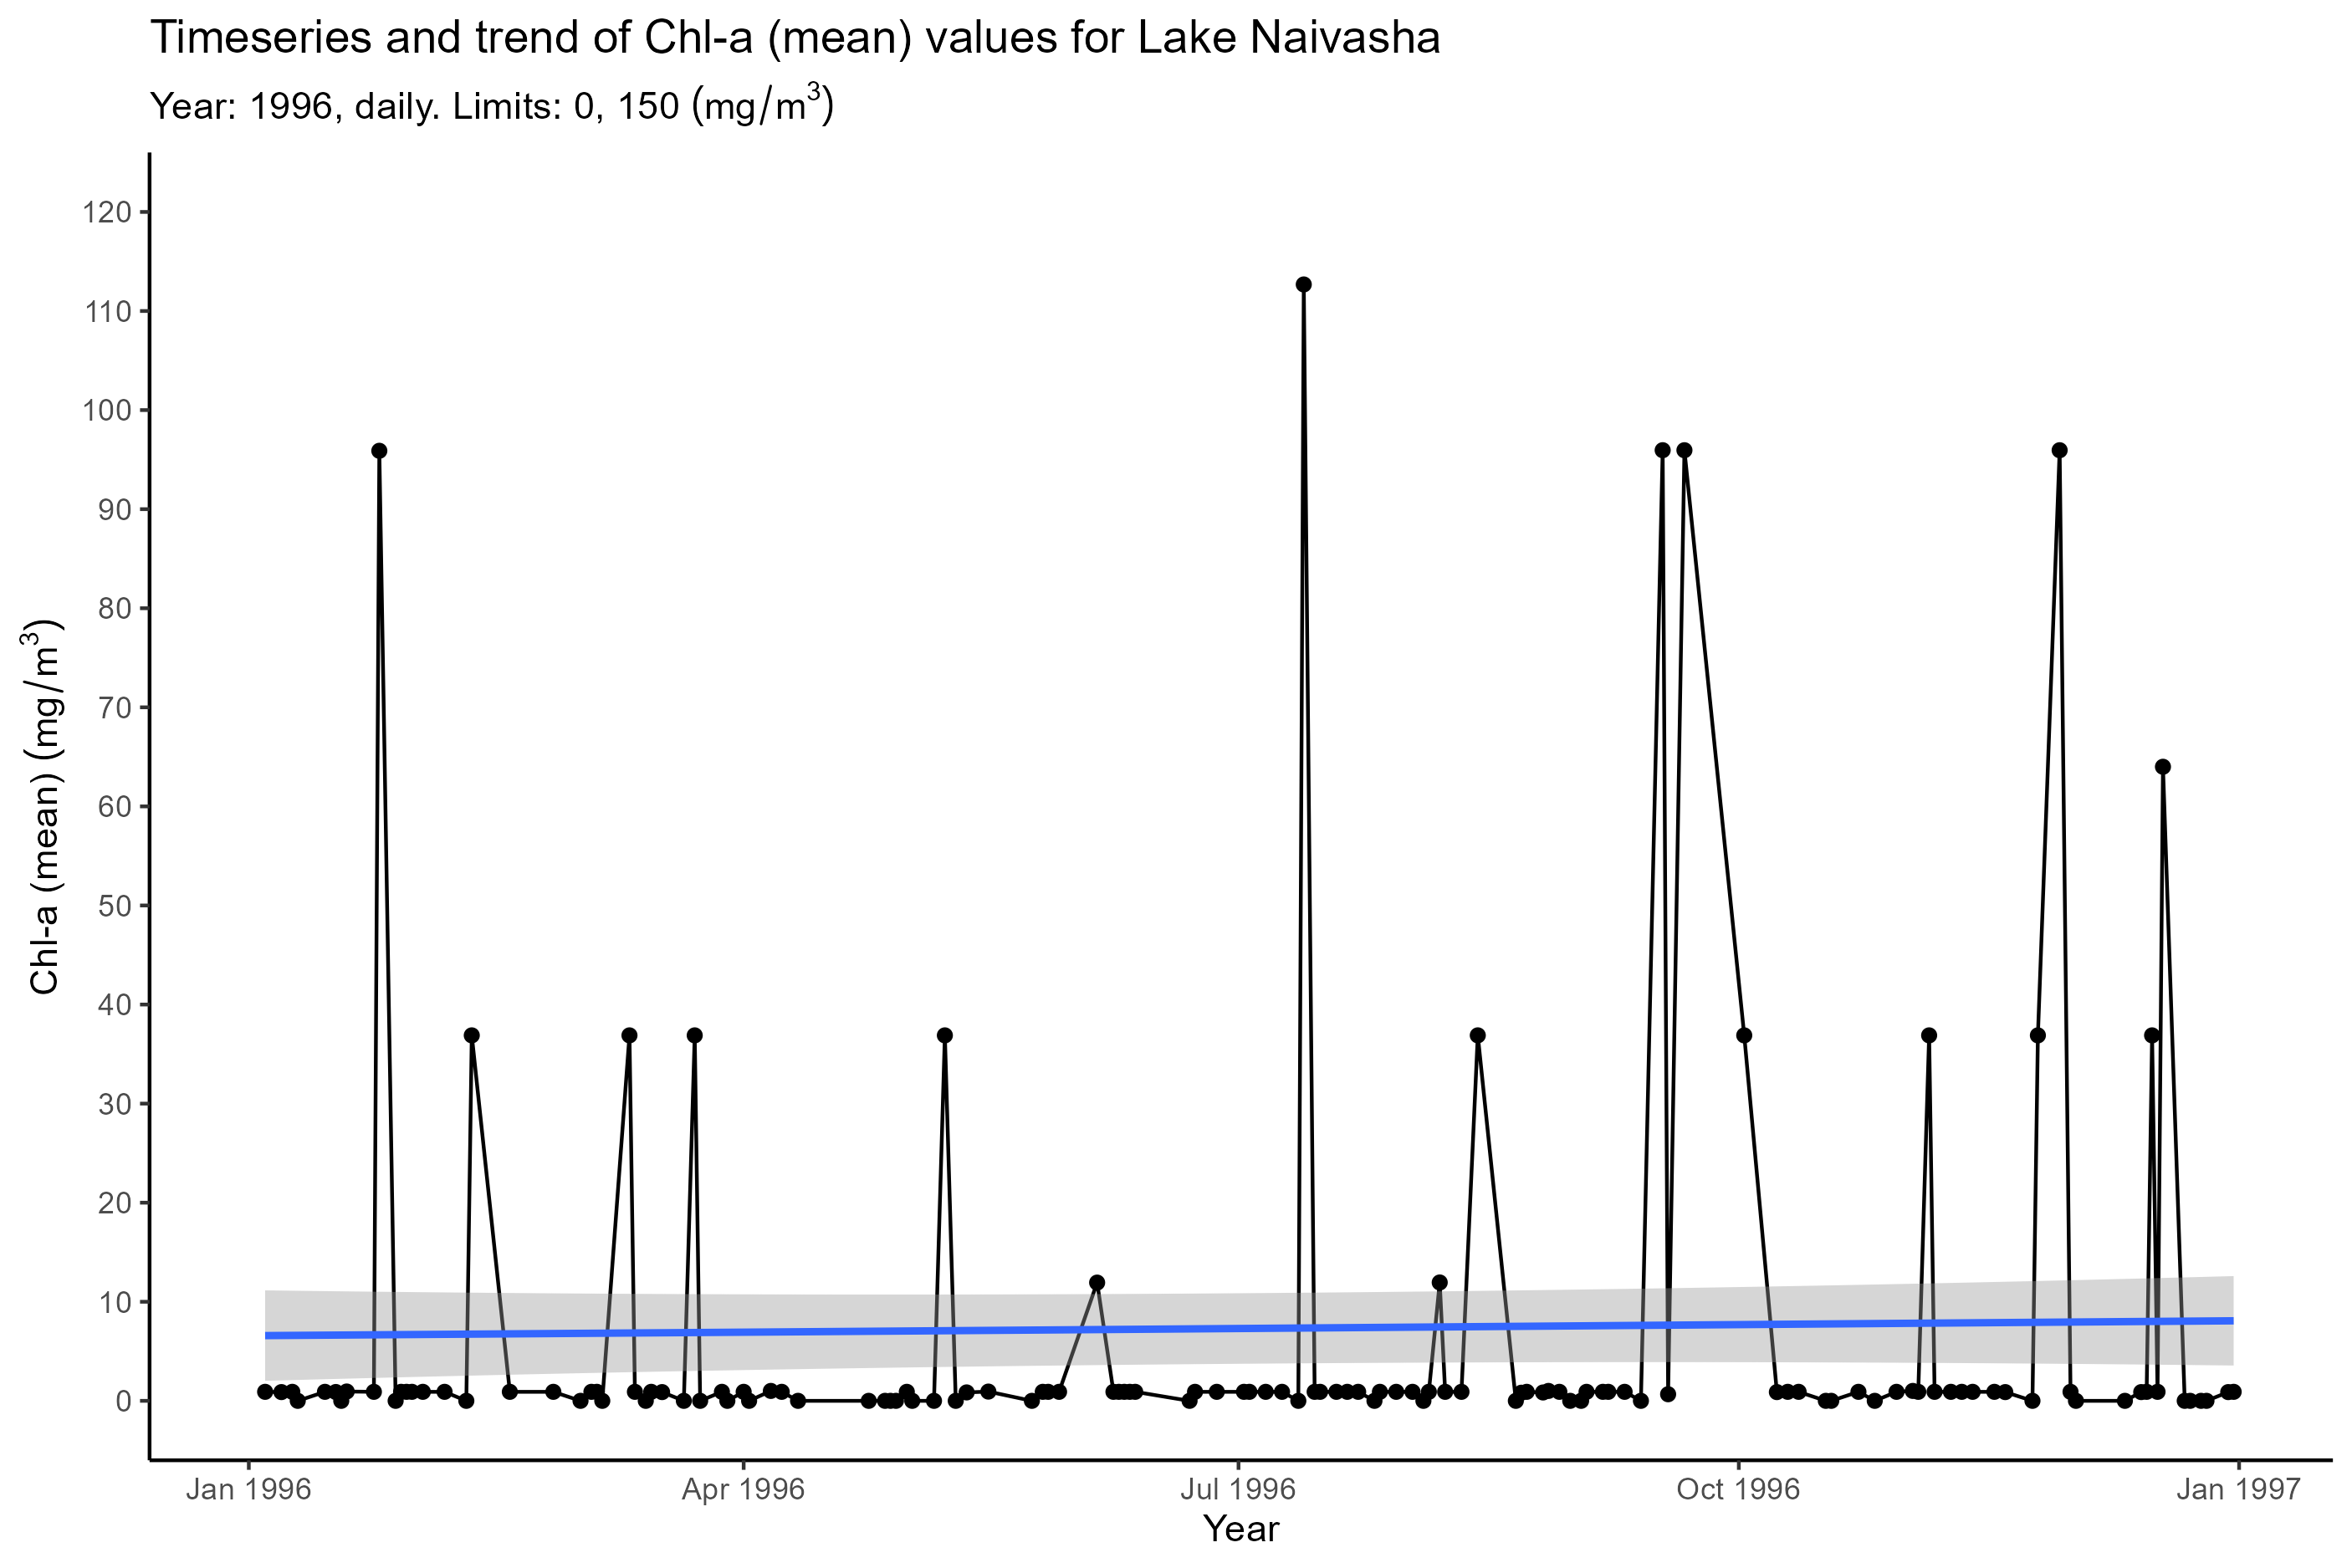 Timeseries and trend of Chl-a (mean) values for Lake Naivasha
Year: 1996, daily. Limits: 0, 150 (mg/m³)
120
110
100
90
80
70
60
50
40
30
20
10
0
Chl-a (mean) (mg/m³)
Jan 1996 Apr 1996 Jul 1996 Oct 1996 Jan 1997
Year